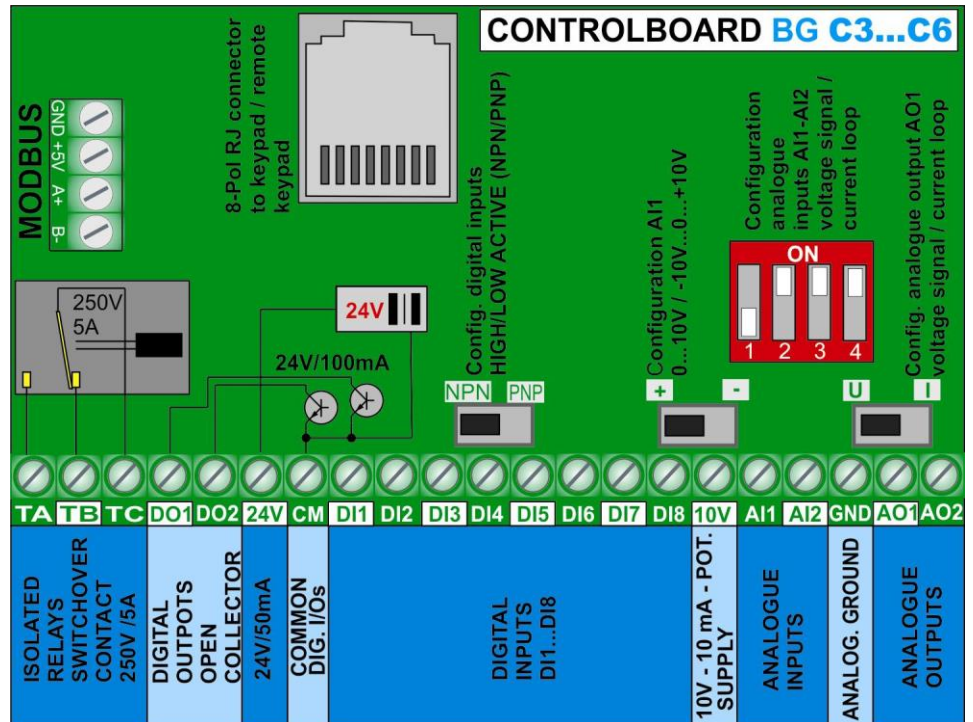 CONTROLBOARD BG C3...C6
MODBUS
GND
+5V
A+
B-
8-Pol RJ connector
to keypad / remote
keypad
Config. digital inputs
HIGH/LOW ACTIVE (NPN/PNP)
Configuration AI1
0...10V / -10V...0...+10V
Configuration
analogue
inputs AI1-AI2
voltage signal /
current loop
Config. analogue output AO1
voltage signal / current loop
ON
1 2 3 4
250V
5A
24V
24V/100mA
NPN PNP
+ -
U I
TA TB TC DO1 DO2 24V CM DI1 DI2 DI3 DI4 DI5 DI6 DI7 DI8 10V AI1 AI2 GND AO1 AO2
ISOLATED
RELAYS
SWITCHOVER
CONTACT
250V /5A
DIGITAL
OUTPOTS
OPEN
COLLECTOR
24V/50mA
COMMON
DIG. I/OS
DIGITAL
INPUTS
DI1...DI8
10V - 10 mA - POT.
SUPPLY
ANALOGUE
INPUTS
ANALOG. GROUND
ANALOGUE
OUTPUTS